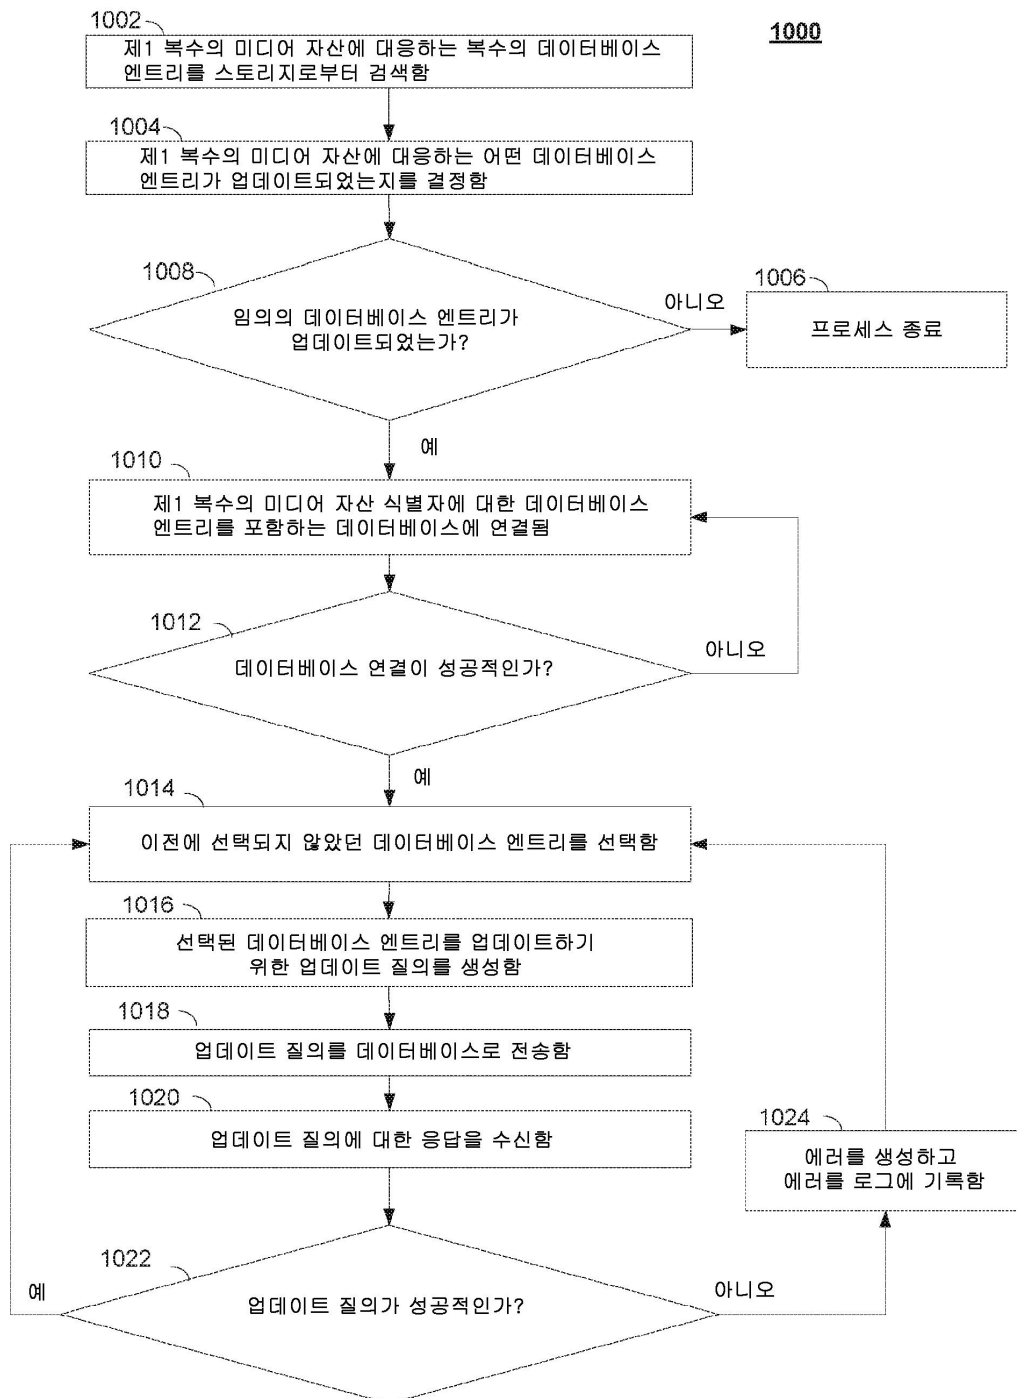 1000
1002
제1 복수의 미디어 자산에 대응하는 복수의 데이터베이스
엔트리를 스토리지로부터 검색함
1004
제1 복수의 미디어 자산에 대응하는 어떤 데이터베이스
엔트리가 업데이트되었는지를 결정함
1008
임의의 데이터베이스 엔트리가
업데이트되었는가?
아니오
1006
프로세스 종료
예
1010
제1 복수의 미디어 자산 식별자에 대한 데이터베이스
엔트리를 포함하는 데이터베이스에 연결됨
1012
데이터베이스 연결이 성공적인가?
아니오
예
1014
이전에 선택되지 않았던 데이터베이스 엔트리를 선택함
1016
선택된 데이터베이스 엔트리를 업데이트하기
위한 업데이트 질의를 생성함
1018
업데이트 질의를 데이터베이스로 전송함
1020
업데이트 질의에 대한 응답을 수신함
1024
에러를 생성하고
에러를 로그에 기록함
1022
업데이트 질의가 성공적인가?
예
아니오